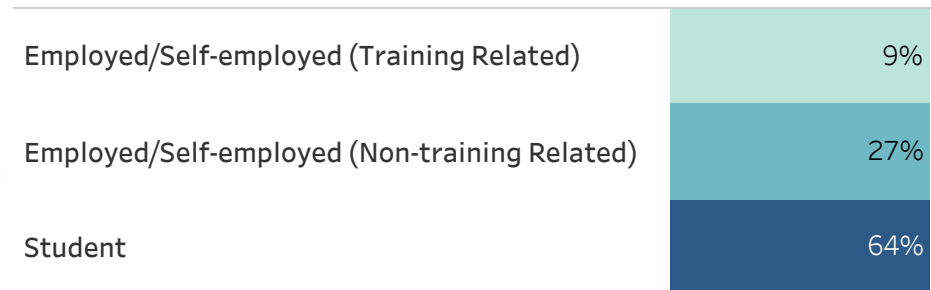 Employed/Self-employed (Training Related) 9%
Employed/Self-employed (Non-training Related) 27%
Student 64%